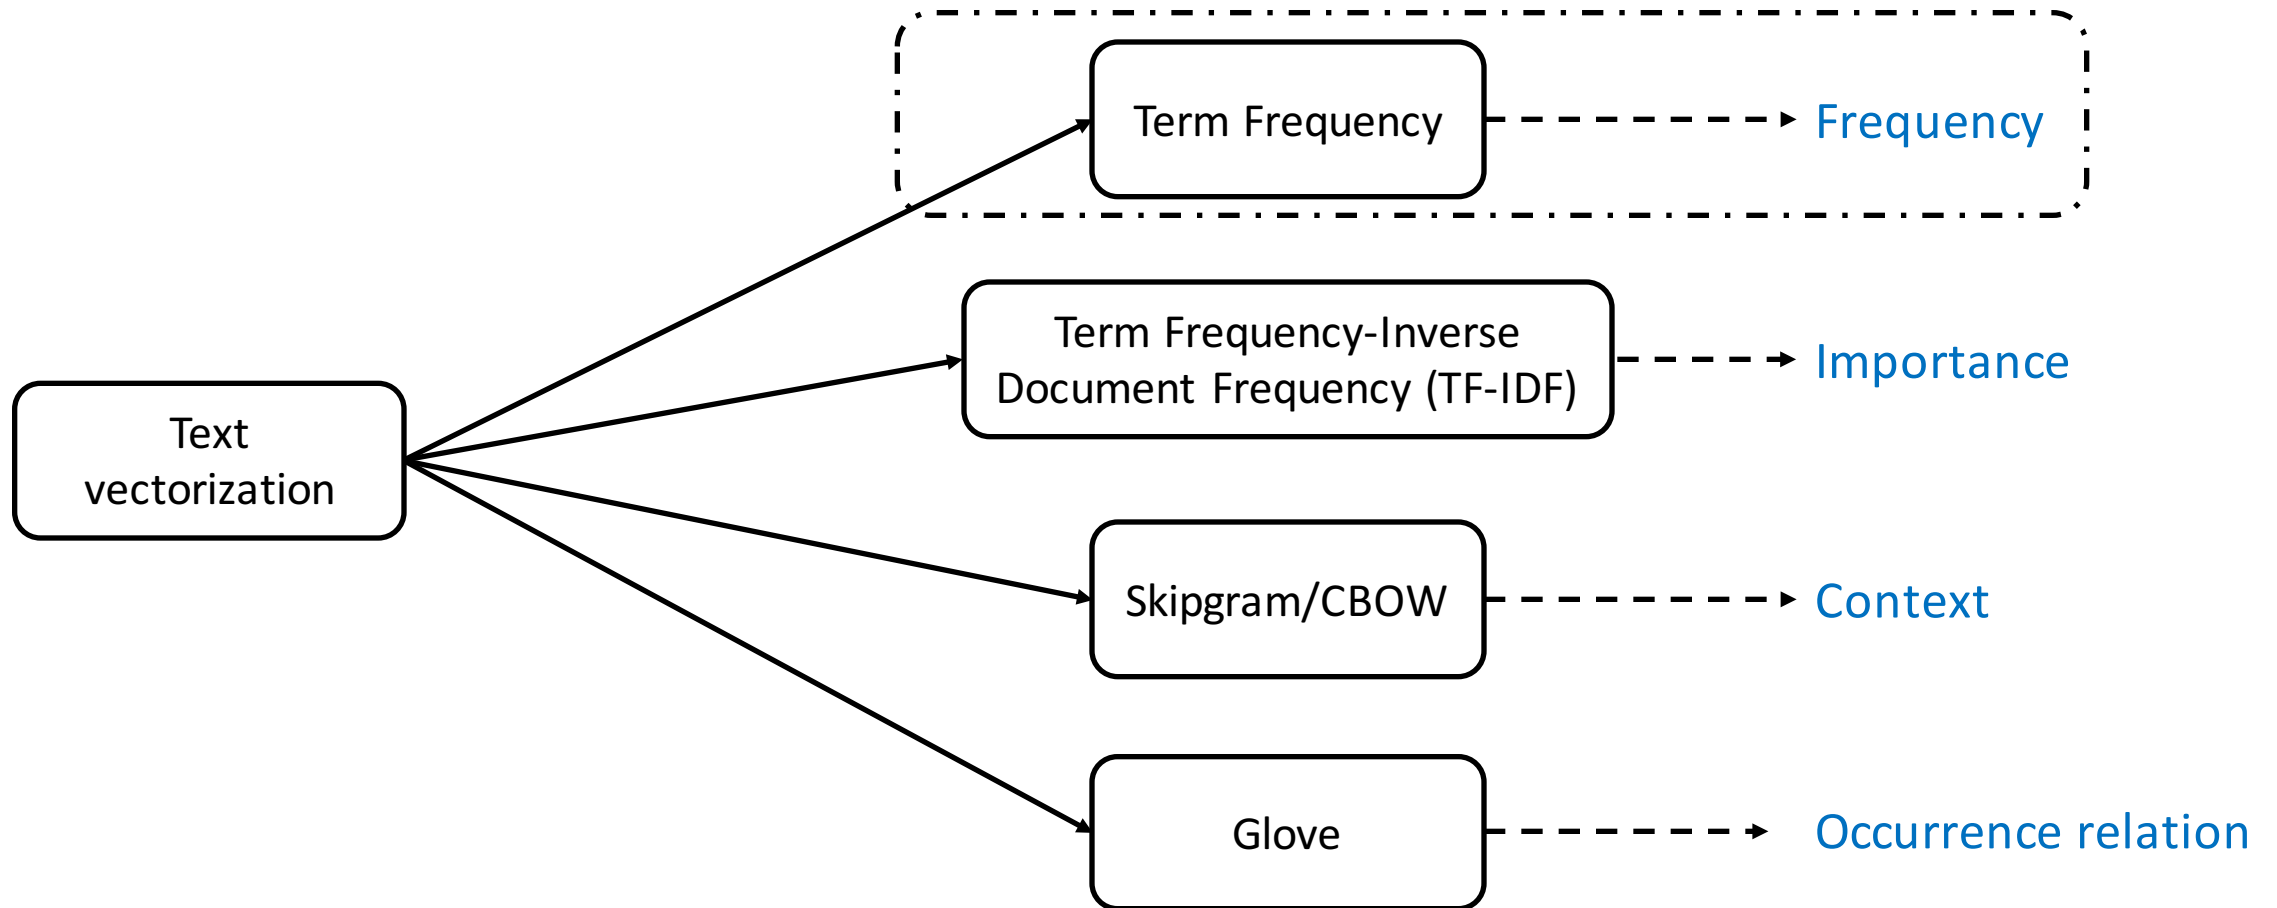 Term Frequency
Frequency
Term Frequency-Inverse
Document Frequency (TF-IDF)
Importance
Text
vectorization
Skipgram/CBOW
Context
Glove
Occurrence relation